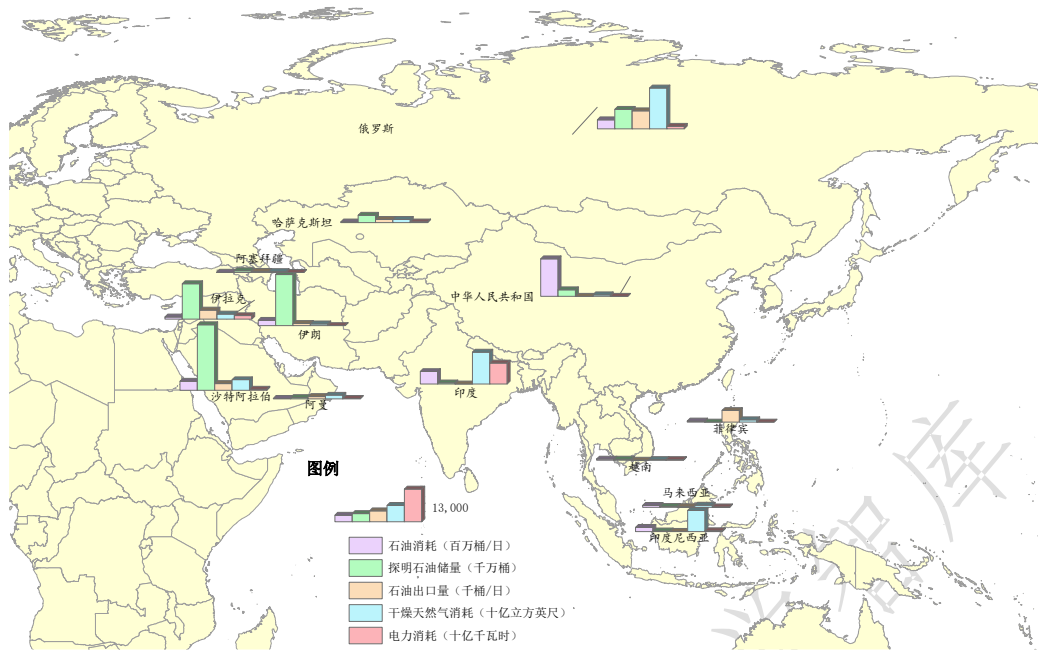 俄罗斯
哈萨克斯坦
阿塞拜疆
伊拉克
中华人民共和国
伊朗
沙特阿拉伯
阿曼
印度
菲律宾
越南
马来西亚
印度尼西亚
图例
13,000
石油消耗（百万桶/日）
探明石油储量（千万桶）
石油出口量（千桶/日）
干燥天然气消耗（十亿立方英尺）
电力消耗（十亿千瓦时）
智库